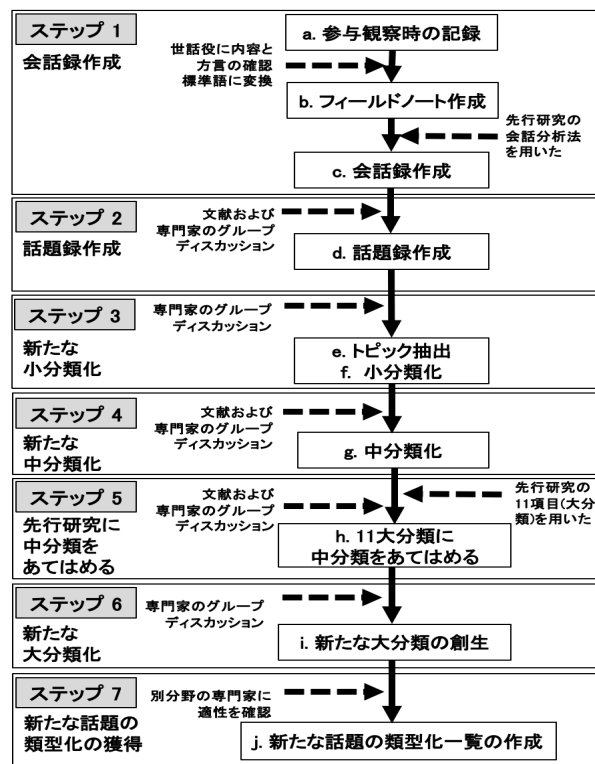 ステップ 1
会話録作成
a. 参与観察時の記録
世話役に内容と
方言の確認
標準語に変換
b. フィールドノート作成
先行研究の
会話分析法
を用いた
c. 会話録作成
ステップ 2
話題録作成
文献および
専門家のグループ
ディスカッション
d. 話題録作成
ステップ 3
新たな
小分類化
専門家のグループ
ディスカッション
e. トピック抽出
f. 小分類化
ステップ 4
新たな
中分類化
文献および
専門家のグループ
ディスカッション
g. 中分類化
ステップ 5
先行研究に
中分類を
あてはめる
文献および
専門家のグループ
ディスカッション
先行研究の
11項目(大分
類)を用いた
h. 11大分類に
中分類をあてはめる
ステップ 6
新たな
大分類化
専門家のグループ
ディスカッション
i. 新たな大分類の創生
ステップ 7
新たな話題の
類型化の獲得
別分野の専門家に
適性を確認
j. 新たな話題の類型化一覧の作成